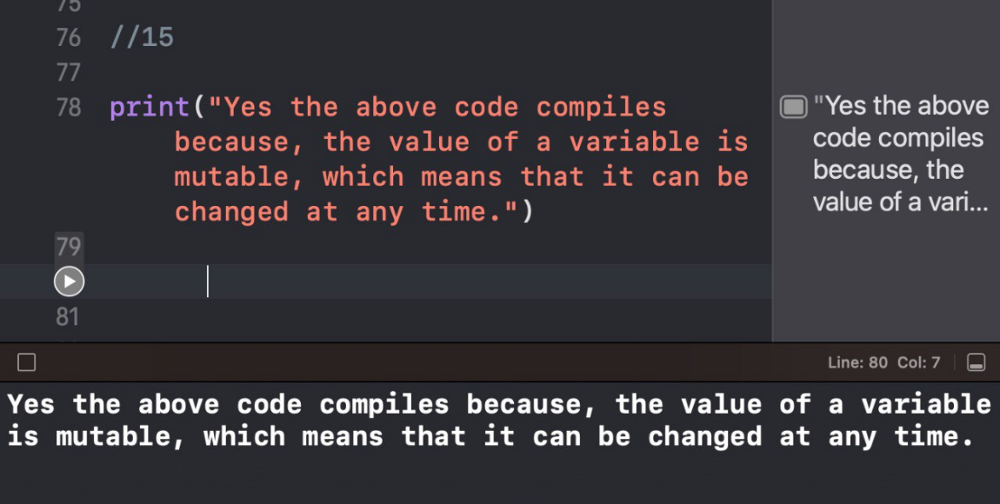 75
76 //15
77
78 print("Yes the above code compiles
because, the value of a variable is
mutable, which means that it can be
changed at any time.")
79
81
"Yes the above
code compiles
because, the
value of a vari...
Line: 80 Col: 7
Yes the above code compiles because, the value of a variable
is mutable, which means that it can be changed at any time.